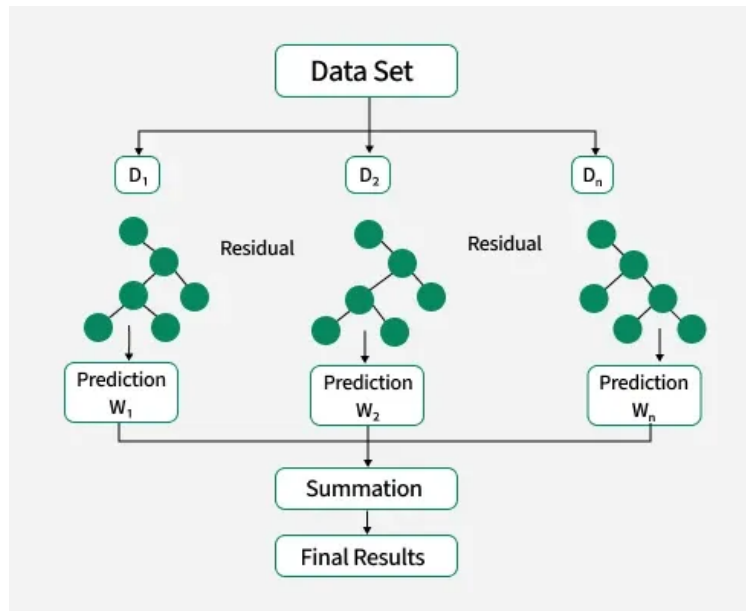 Data Set
D₁
D₂
Dₙ
Residual
Residual
Prediction
W₁
Prediction
W₂
Prediction
Wₙ
Summation
Final Results